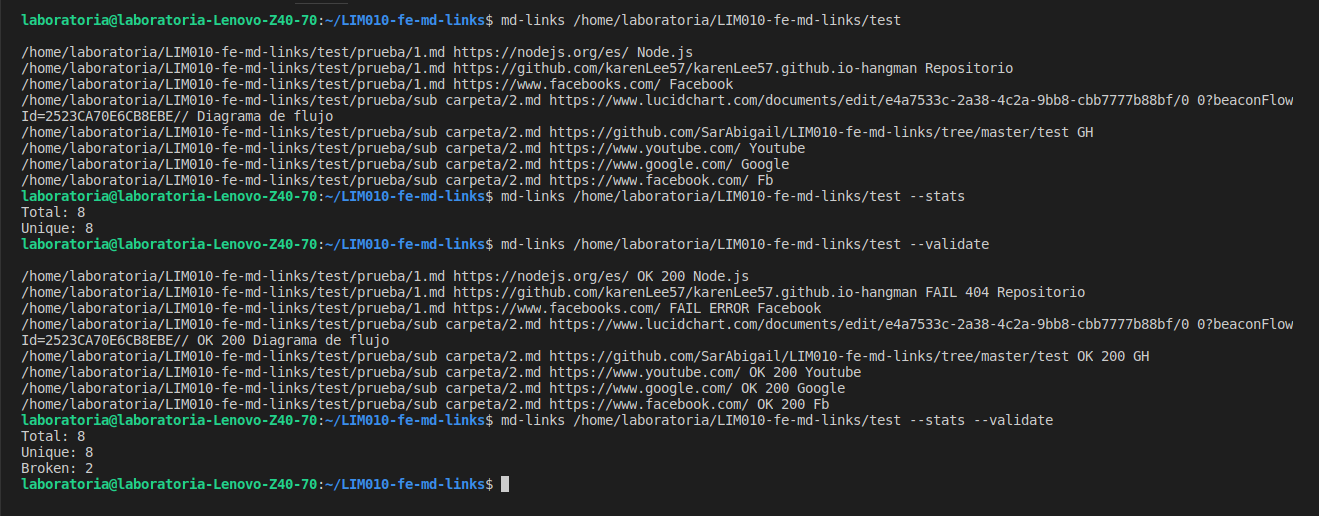 laboratoria@laboratoria-Lenovo-Z40-70:~/LIM010-fe-md-links$ md-links /home/laboratoria/LIM010-fe-md-links/test
/home/laboratoria/LIM010-fe-md-links/test/prueba/1.md https://nodejs.org/es/ Node.js
/home/laboratoria/LIM010-fe-md-links/test/prueba/1.md https://github.com/karenLee57/karenLee57.github.io-hangman Repositorio
/home/laboratoria/LIM010-fe-md-links/test/prueba/1.md https://www.facebooks.com/ Facebook
/home/laboratoria/LIM010-fe-md-links/test/prueba/sub carpeta/2.md https://www.lucidchart.com/documents/edit/e4a7533c-2a38-4c2a-9bb8-cbb7777b88bf/0 0?beaconFlow
Id=2523CA70E6CB8EBE// Diagrama de flujo
/home/laboratoria/LIM010-fe-md-links/test/prueba/sub carpeta/2.md https://github.com/SarAbigail/LIM010-fe-md-links/tree/master/test GH
/home/laboratoria/LIM010-fe-md-links/test/prueba/sub carpeta/2.md https://www.youtube.com/ Youtube
/home/laboratoria/LIM010-fe-md-links/test/prueba/sub carpeta/2.md https://www.google.com/ Google
/home/laboratoria/LIM010-fe-md-links/test/prueba/sub carpeta/2.md https://www.facebook.com/ Fb
laboratoria@laboratoria-Lenovo-Z40-70:~/LIM010-fe-md-links$ md-links /home/laboratoria/LIM010-fe-md-links/test --stats
Total: 8
Unique: 8
laboratoria@laboratoria-Lenovo-Z40-70:~/LIM010-fe-md-links$ md-links /home/laboratoria/LIM010-fe-md-links/test --validate
/home/laboratoria/LIM010-fe-md-links/test/prueba/1.md https://nodejs.org/es/ OK 200 Node.js
/home/laboratoria/LIM010-fe-md-links/test/prueba/1.md https://github.com/karenLee57/karenLee57.github.io-hangman FAIL 404 Repositorio
/home/laboratoria/LIM010-fe-md-links/test/prueba/1.md https://www.facebooks.com/ FAIL ERROR Facebook
/home/laboratoria/LIM010-fe-md-links/test/prueba/sub carpeta/2.md https://www.lucidchart.com/documents/edit/e4a7533c-2a38-4c2a-9bb8-cbb7777b88bf/0 0?beaconFlow
Id=2523CA70E6CB8EBE// OK 200 Diagrama de flujo
/home/laboratoria/LIM010-fe-md-links/test/prueba/sub carpeta/2.md https://github.com/SarAbigail/LIM010-fe-md-links/tree/master/test OK 200 GH
/home/laboratoria/LIM010-fe-md-links/test/prueba/sub carpeta/2.md https://www.youtube.com/ OK 200 Youtube
/home/laboratoria/LIM010-fe-md-links/test/prueba/sub carpeta/2.md https://www.google.com/ OK 200 Google
/home/laboratoria/LIM010-fe-md-links/test/prueba/sub carpeta/2.md https://www.facebook.com/ OK 200 Fb
laboratoria@laboratoria-Lenovo-Z40-70:~/LIM010-fe-md-links$ md-links /home/laboratoria/LIM010-fe-md-links/test --stats --validate
Total: 8
Unique: 8
Broken: 2
laboratoria@laboratoria-Lenovo-Z40-70:~/LIM010-fe-md-links$